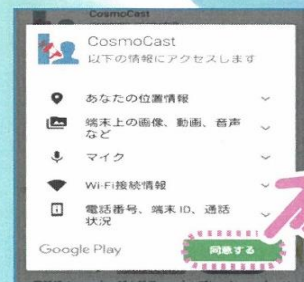 CosmoCast
CosmoCast
以下の情報にアクセスします
あなたの位置情報
端末上の画像、動画、音声
など
マイク
Wi-Fi接続情報
電話番号、端末 ID、通話
状況
Google Play
同意する